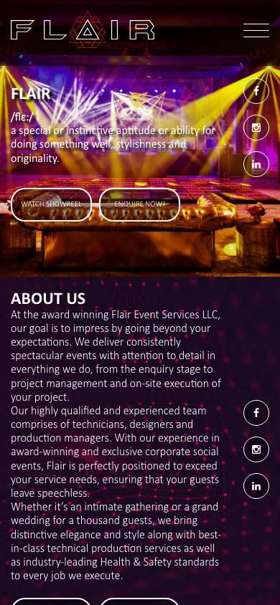 FLAIR
FLAIR
/flɛ:/
a special or instinctive aptitude or ability for
doing something well, stylishness and
originality.
WATCH SHOWREEL
ENQUIRE NOW!
ABOUT US
At the award winning Flair Event Services LLC,
our goal is to impress by going beyond your
expectations. We deliver consistently
spectacular events with attention to detail in
everything we do, from the enquiry stage to
project management and on-site execution of
your project.
Our highly qualified and experienced team
comprises of technicians, designers and
production managers. With our experience in
award-winning and exclusive corporate social
events, Flair is perfectly positioned to exceed
your service needs, ensuring that your guests
leave speechless.
Whether it's an intimate gathering or a grand
wedding for a thousand guests, we bring
distinctive elegance and style along with best-
in-class technical production services as well
as industry-leading Health & Safety standards
to every job we execute.